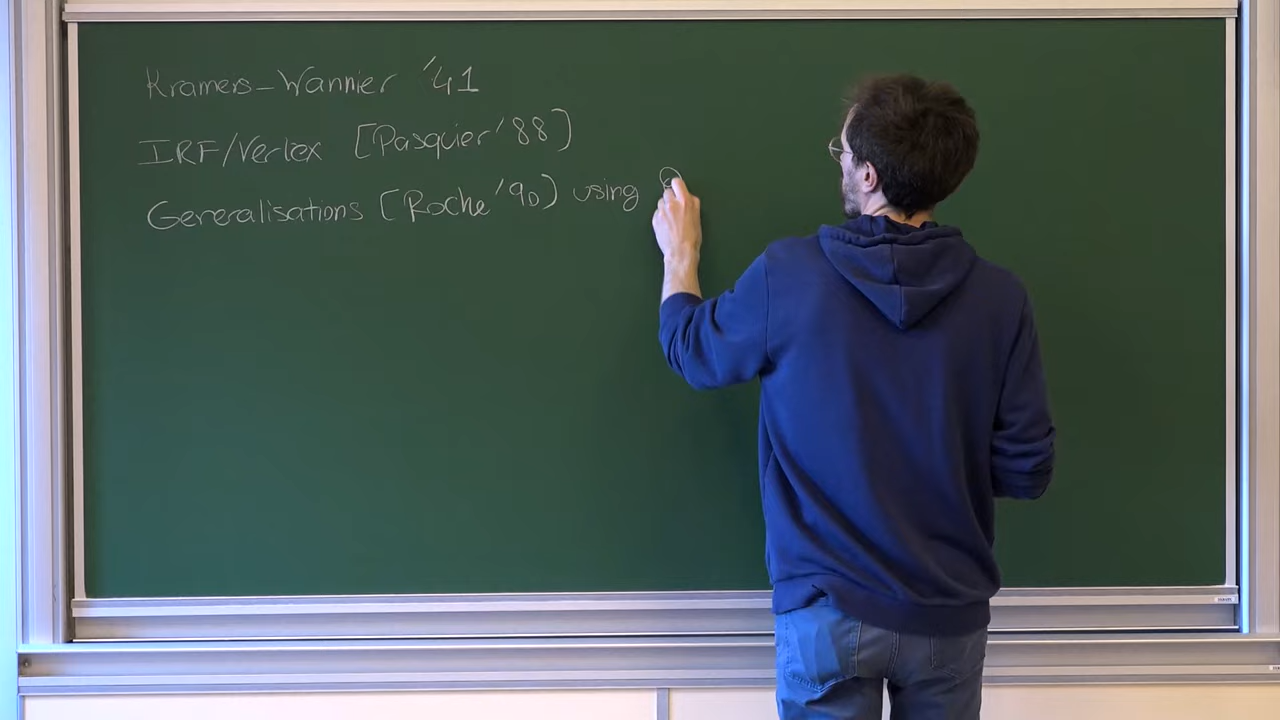 Kramers-Wannier '41
IRF/Vertex [Pasquier '88]
Generalisations [Roche '90] using